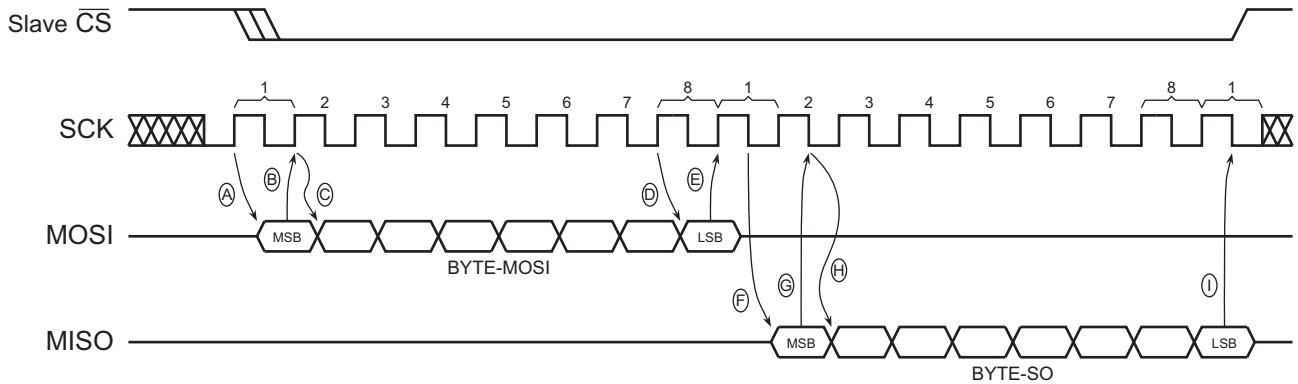 Slave CS
1 2 3 4 5 6 7 8 1 2 3 4 5 6 7 8 1
SCK
A B C D E
MOSI MSB LSB
BYTE-MOSI
F G H I
MISO MSB LSB
BYTE-SO